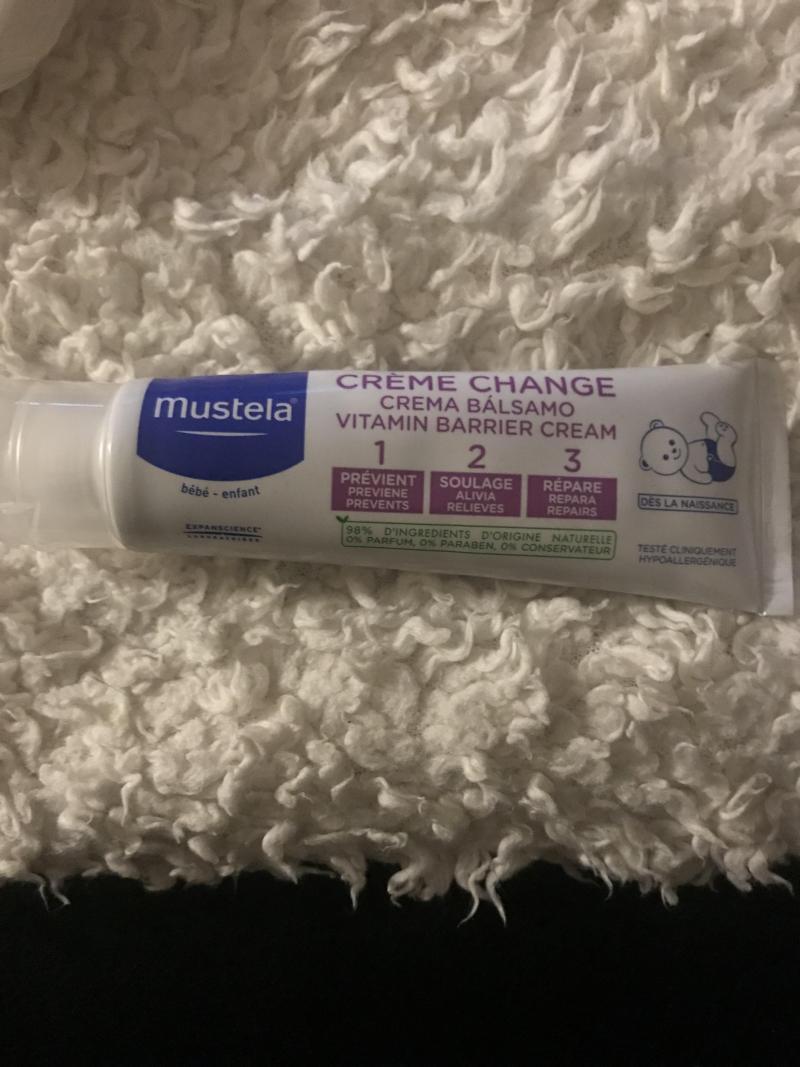 mustela®
bébé - enfant
EXPANSCIENCE®
LABORATOIRES
CRÈME CHANGE
CREMA BÁLSAMO
VITAMIN BARRIER CREAM
1
PRÉVIENT
PREVIENE
PREVENTS
2
SOULAGE
ALIVIA
RELIEVES
3
RÉPARE
REPARA
REPAIRS
98% D'INGREDIENTS D'ORIGINE NATURELLE
0% PARFUM, 0% PARABEN, 0% CONSERVATEUR
DÈS LA NAISSANCE
TESTÉ CLINIQUEMENT
HYPOALLERGÉNIQUE